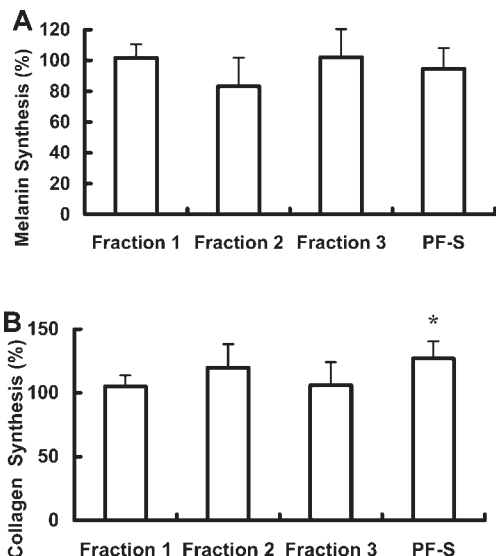 A
Melanin Synthesis (%)
120
100
80
60
40
20
0
Fraction 1 Fraction 2 Fraction 3 PF-S
B
Collagen Synthesis (%)
150
100
50
0
*
Fraction 1 Fraction 2 Fraction 3 PF-S